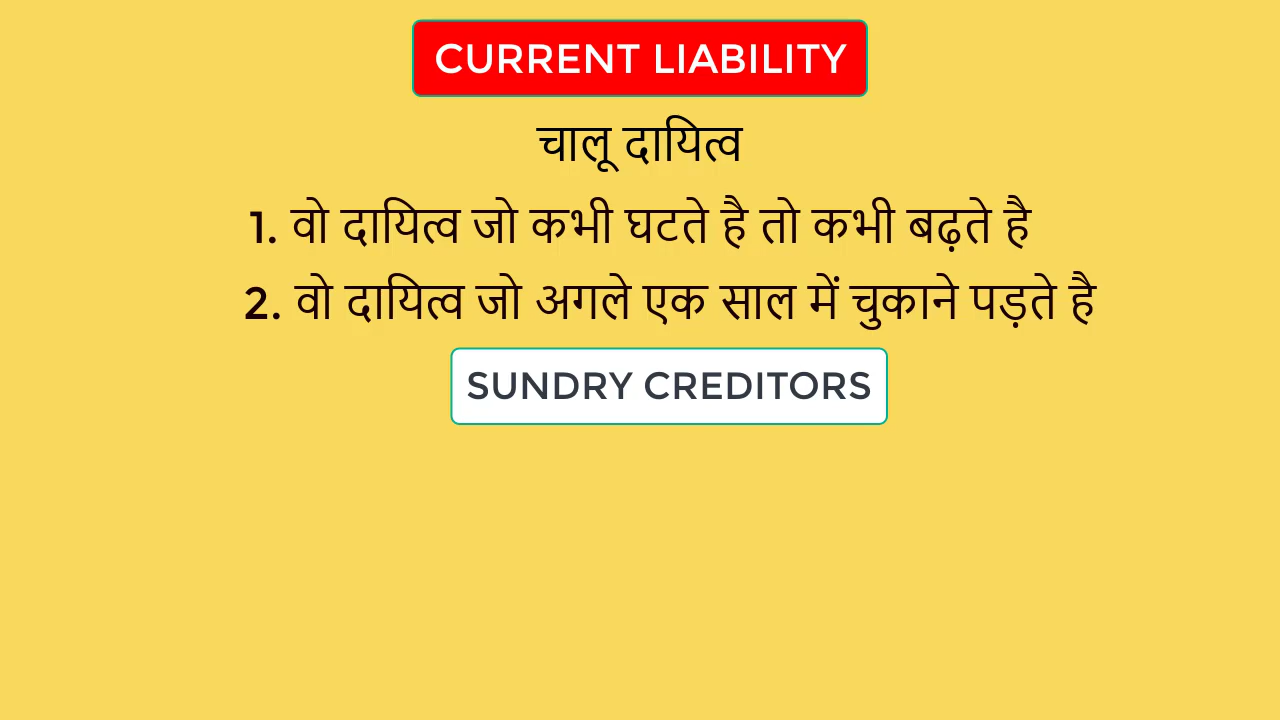 CURRENT LIABILITY
चालू दायित्व
1. वो दायित्व जो कभी घटते है तो कभी बढ़ते है
2. वो दायित्व जो अगले एक साल में चुकाने पड़ते है
SUNDRY CREDITORS